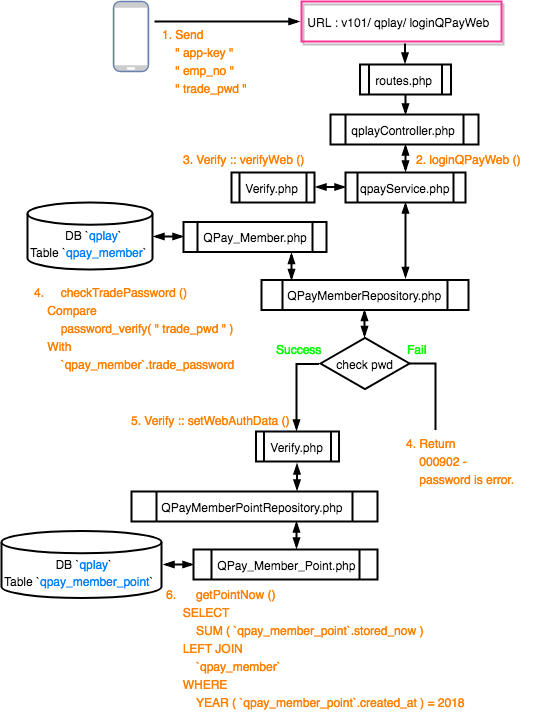 URL : v101/ qplay/ loginQPayWeb
1. Send
" app-key "
" emp_no "
" trade_pwd "
routes.php
qplayController.php
3. Verify :: verifyWeb ()
2. loginQPayWeb ()
Verify.php
qpayService.php
DB `qplay`
Table `qpay_member`
QPay_Member.php
4. checkTradePassword ()
Compare
password_verify( " trade_pwd " )
With
`qpay_member`.trade_password
QPayMemberRepository.php
Success
Fail
check pwd
5. Verify :: setWebAuthData ()
Verify.php
4. Return
000902 -
password is error.
QPayMemberPointRepository.php
DB `qplay`
Table `qpay_member_point`
QPay_Member_Point.php
6. getPointNow ()
SELECT
SUM ( `qpay_member_point`.stored_now )
LEFT JOIN
`qpay_member`
WHERE
YEAR ( `qpay_member_point`.created_at ) = 2018